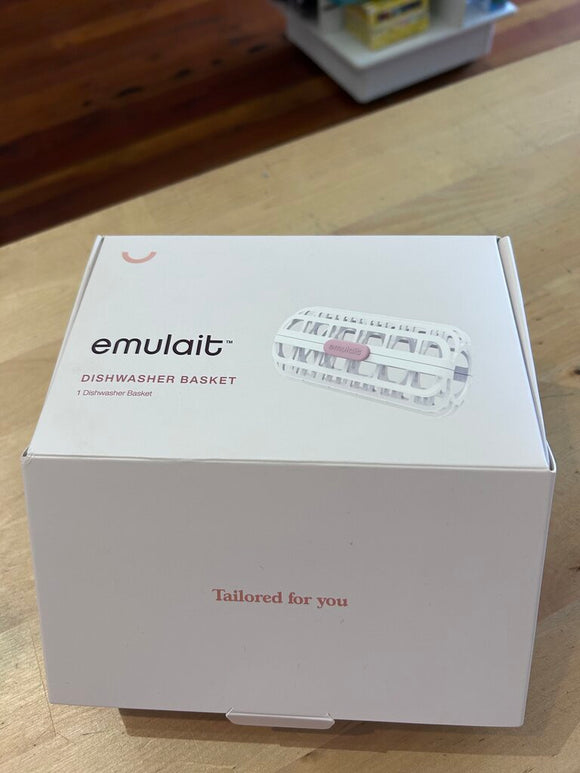 emulait™
DISHWASHER BASKET
1 Dishwasher Basket
emulait
Tailored for you